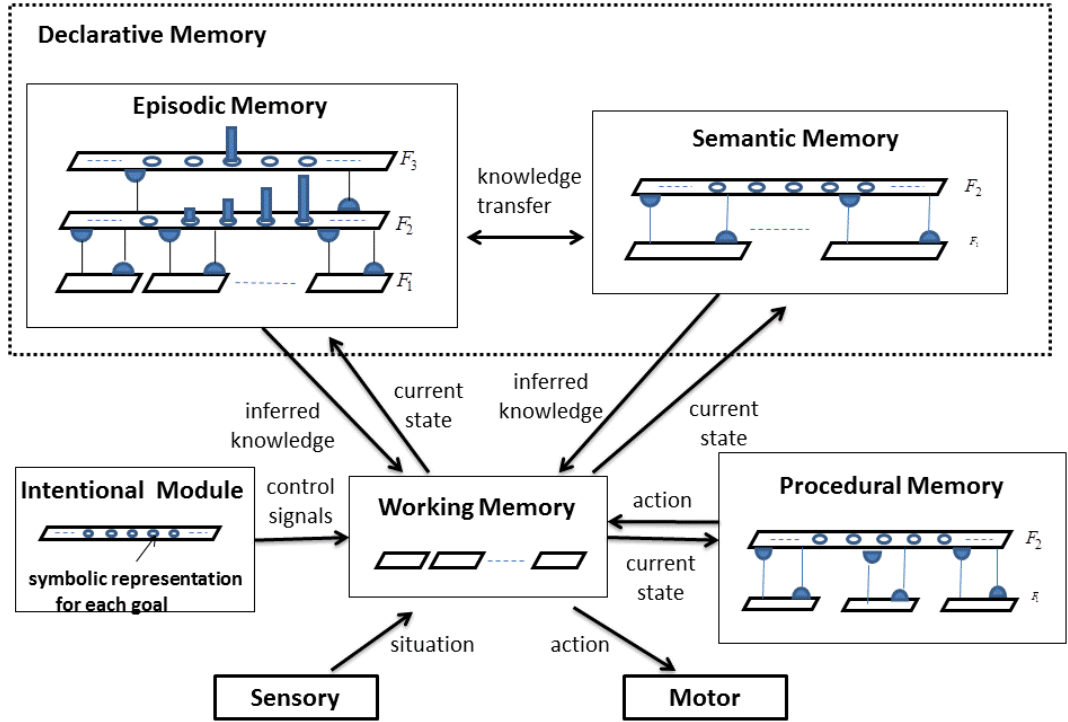 Declarative Memory
Episodic Memory
F3
F2
F1
knowledge
transfer
Semantic Memory
F2
F1
inferred
knowledge
current
state
inferred
knowledge
current
state
Intentional Module
symbolic representation
for each goal
control
signals
Working Memory
action
current
state
Procedural Memory
F2
situation
action
Sensory
Motor